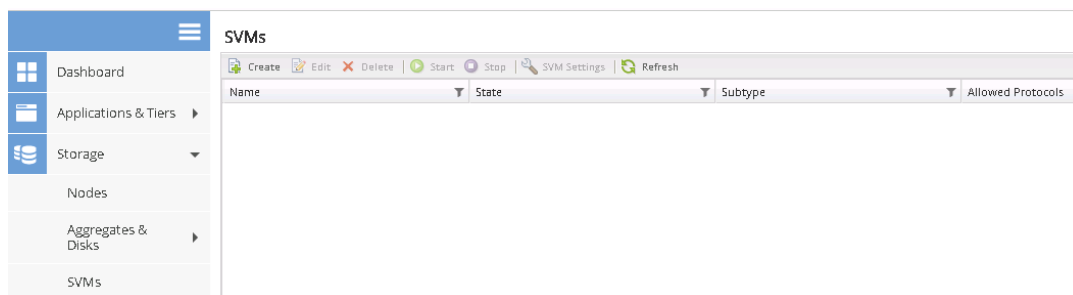 SVMs
Create Edit Delete Start Stop SVM Settings Refresh
Name State Subtype Allowed Protocols
Dashboard
Applications & Tiers
Storage
Nodes
Aggregates &
Disks
SVMs